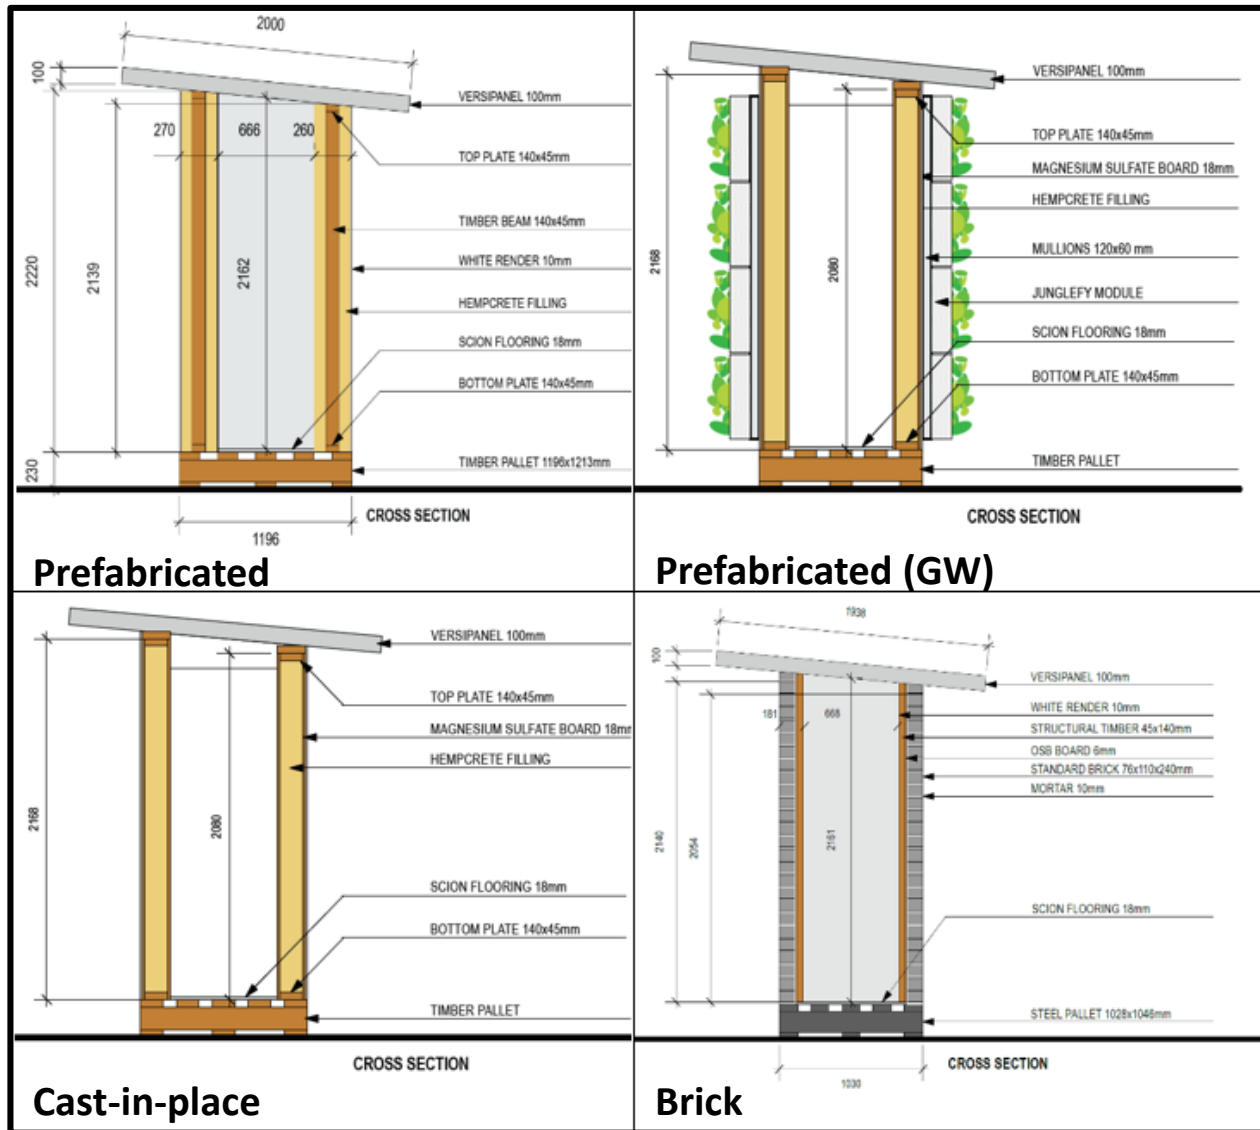 2000
100
VERSIPANEL 100mm
270 666 260
TOP PLATE 140x45mm
TIMBER BEAM 140x45mm
WHITE RENDER 10mm
2220
2139
2162
HEMPCRETE FILLING
SCION FLOORING 18mm
BOTTOM PLATE 140x45mm
230
TIMBER PALLET 1196x1213mm
CROSS SECTION
1196
Prefabricated
VERSIPANEL 100mm
TOP PLATE 140x45mm
MAGNESIUM SULFATE BOARD 18mm
HEMPCRETE FILLING
MULLIONS 120x60 mm
2168
2080
JUNGLEFY MODULE
SCION FLOORING 18mm
BOTTOM PLATE 140x45mm
TIMBER PALLET
CROSS SECTION
Prefabricated (GW)
VERSIPANEL 100mm
TOP PLATE 140x45mm
MAGNESIUM SULFATE BOARD 18mm
HEMPCRETE FILLING
2168
2080
SCION FLOORING 18mm
BOTTOM PLATE 140x45mm
TIMBER PALLET
CROSS SECTION
Cast-in-place
1938
100
VERSIPANEL 100mm
181 668
WHITE RENDER 10mm
STRUCTURAL TIMBER 45x140mm
OSB BOARD 6mm
STANDARD BRICK 76x110x240mm
MORTAR 10mm
2140
2054
2161
SCION FLOORING 18mm
STEEL PALLET 1028x1046mm
CROSS SECTION
1030
Brick